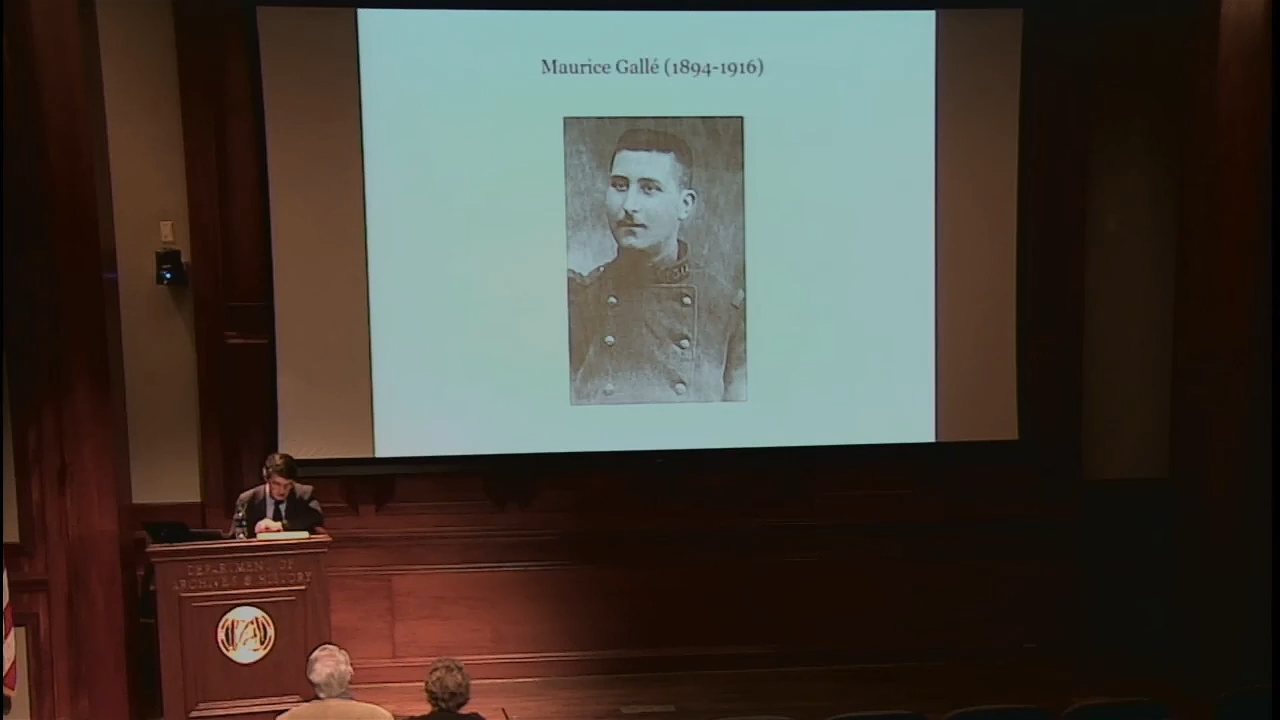 Maurice Gallé (1894-1916)
DEPARTMENT OF
ARCHIVES & HISTORY